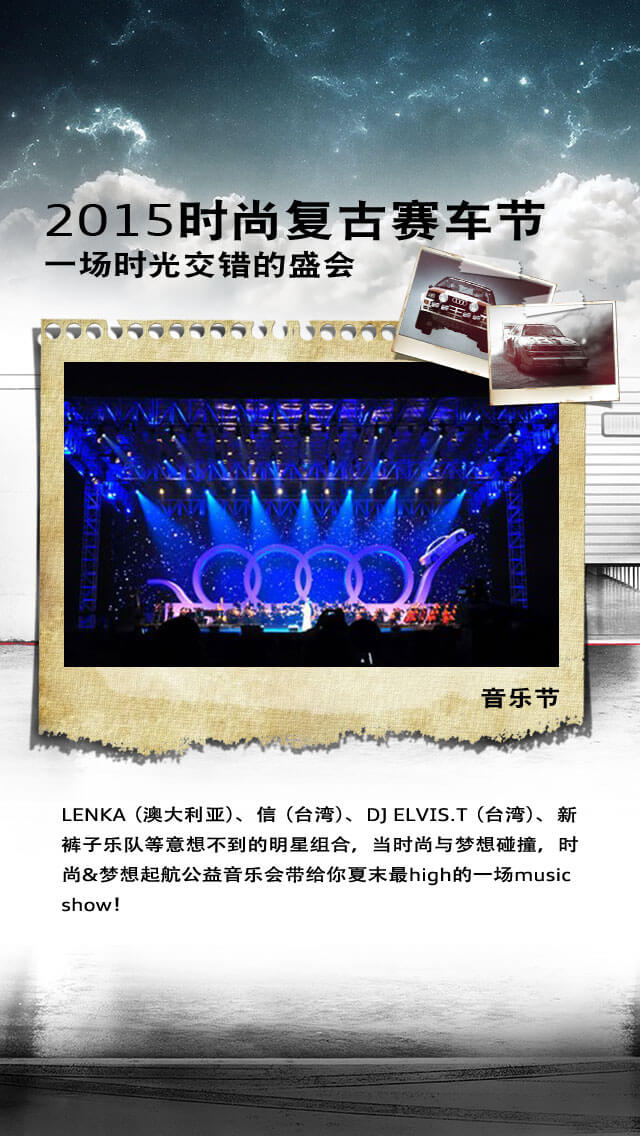 2015时尚复古赛车节
一场时光交错的盛会
音乐节
LENKA（澳大利亚）、信（台湾）、DJ ELVIS.T（台湾）、新
裤子乐队等意想不到的明星组合，当时尚与梦想碰撞，时
尚&梦想起航公益音乐会带给你夏末最high的一场music
show！